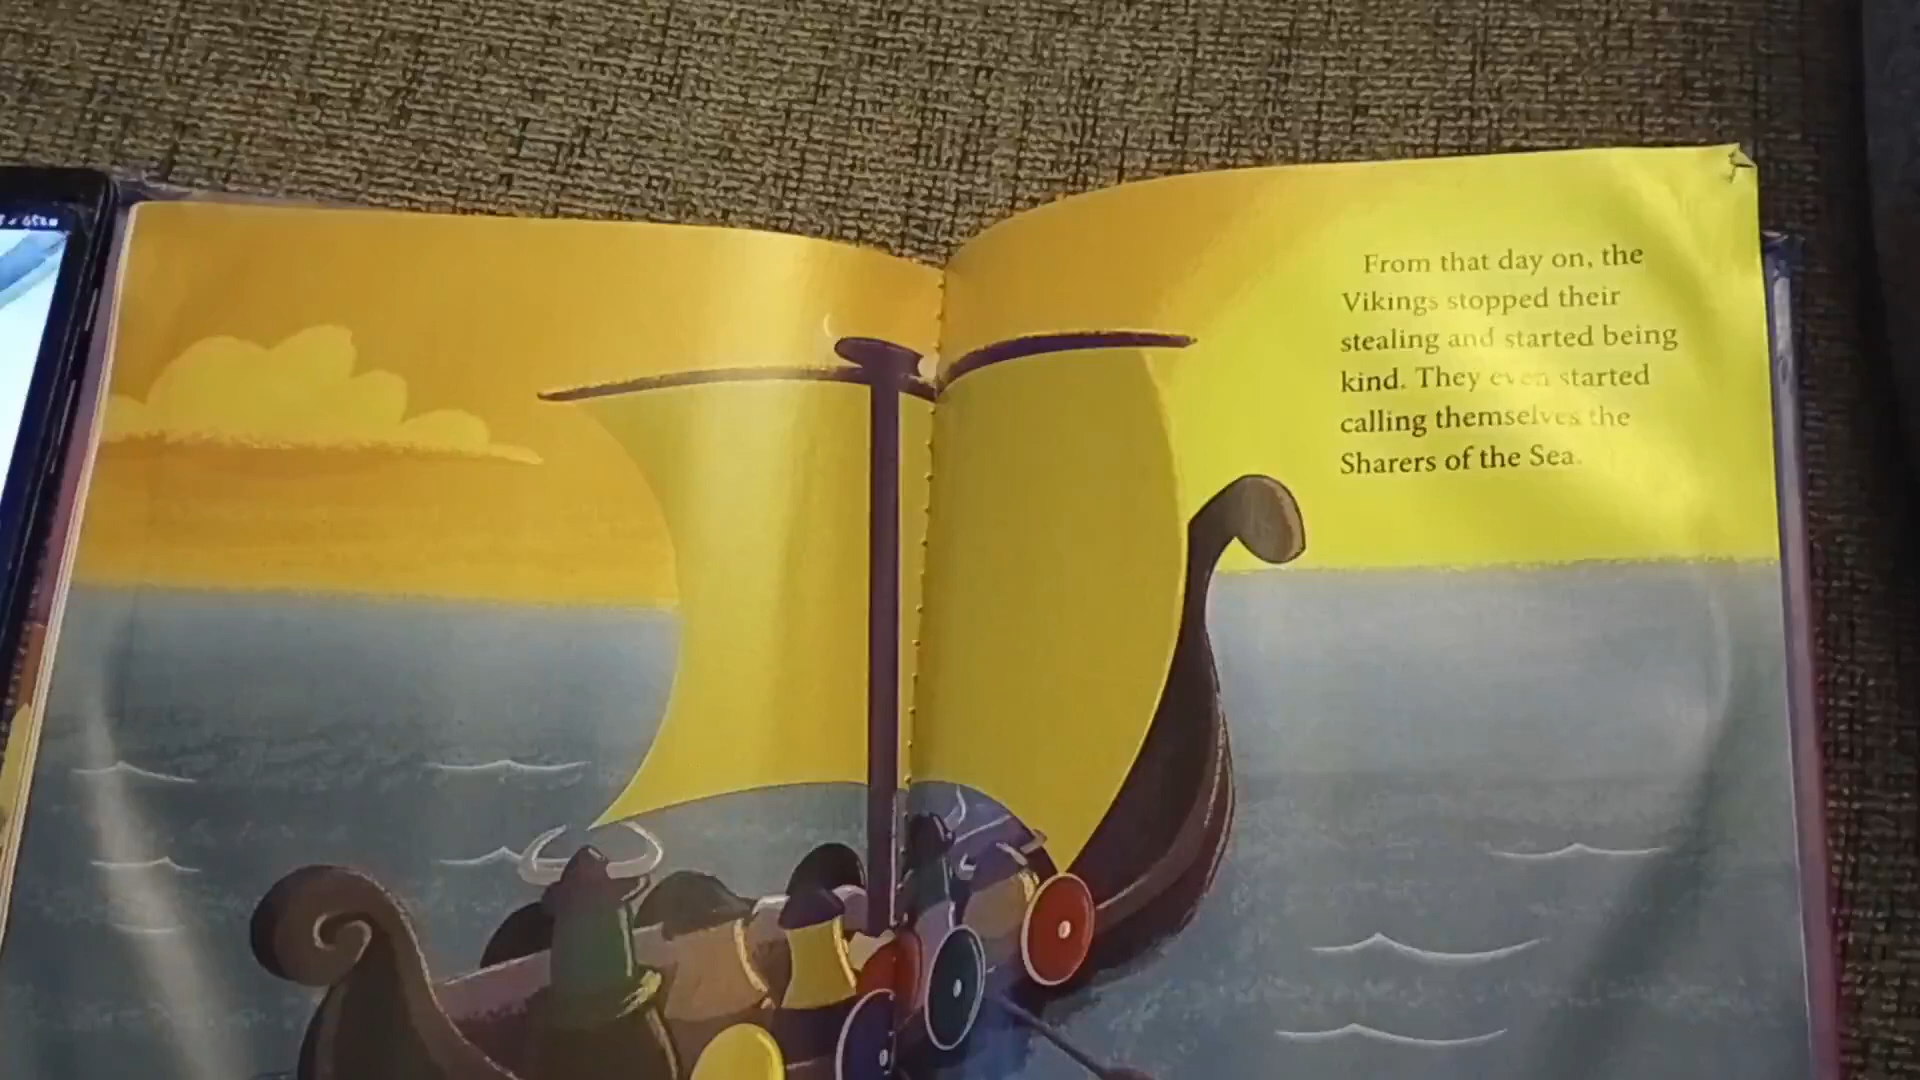 From that day on, the
Vikings stopped their
stealing and started being
kind. They even started
calling themselves the
Sharers of the Sea.